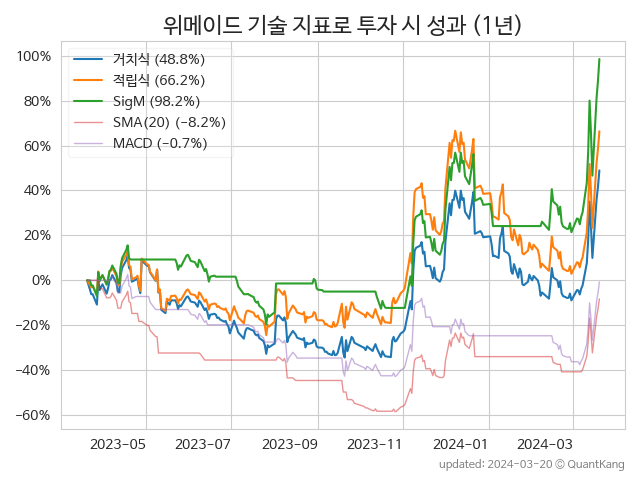 위메이드 기술 지표로 투자 시 성과 (1년)
거치식 (48.8%)
적립식 (66.2%)
SigM (98.2%)
SMA(20) (−8.2%)
MACD (−0.7%)
100%
80%
60%
40%
20%
0%
−20%
−40%
−60%
2023-05
2023-07
2023-09
2023-11
2024-01
2024-03
updated: 2024-03-20 © QuantKang